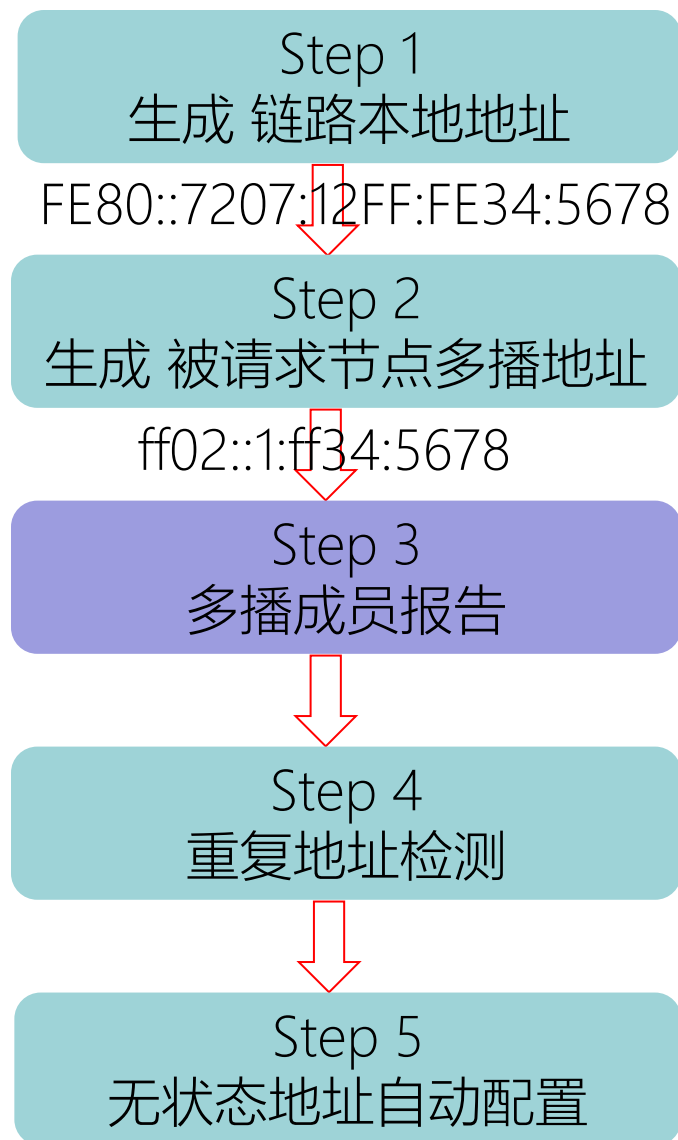 Step 1
生成 链路本地地址
FE80::7207:12FF:FE34:5678
Step 2
生成 被请求节点多播地址
ff02::1:ff34:5678
Step 3
多播成员报告
Step 4
重复地址检测
Step 5
无状态地址自动配置